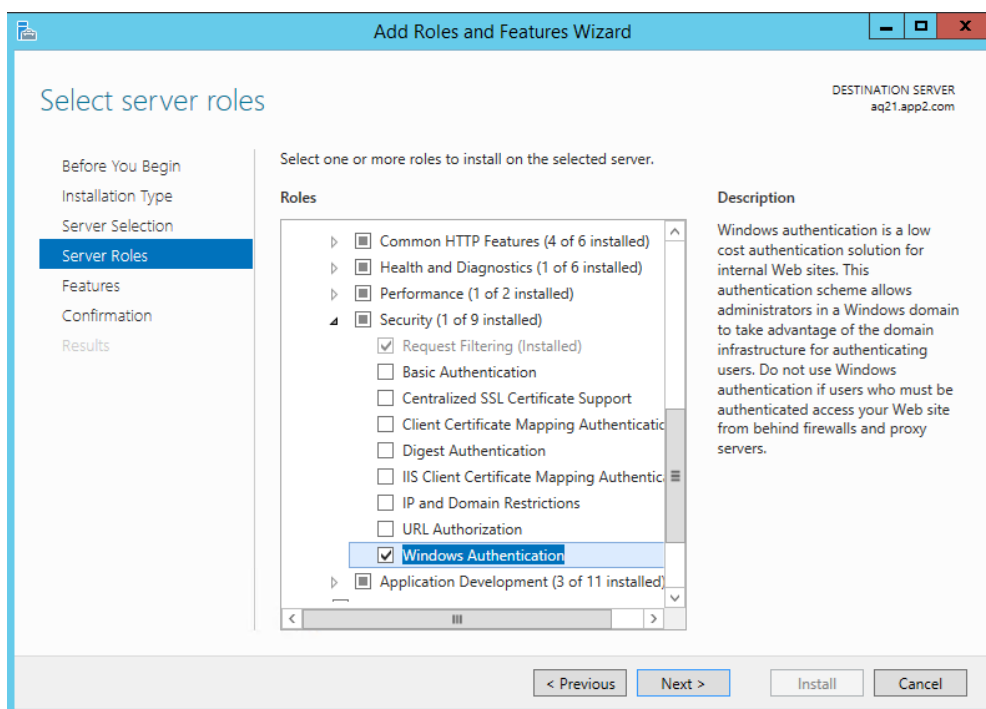 Add Roles and Features Wizard
Select server roles
DESTINATION SERVER
aq21.app2.com
Before You Begin
Installation Type
Server Selection
Server Roles
Features
Confirmation
Results
Select one or more roles to install on the selected server.
Roles
Common HTTP Features (4 of 6 installed)
Health and Diagnostics (1 of 6 installed)
Performance (1 of 2 installed)
Security (1 of 9 installed)
Request Filtering (Installed)
Basic Authentication
Centralized SSL Certificate Support
Client Certificate Mapping Authenticatic
Digest Authentication
IIS Client Certificate Mapping Authentic
IP and Domain Restrictions
URL Authorization
Windows Authentication
Application Development (3 of 11 installed)
Description
Windows authentication is a low
cost authentication solution for
internal Web sites. This
authentication scheme allows
administrators in a Windows domain
to take advantage of the domain
infrastructure for authenticating
users. Do not use Windows
authentication if users who must be
authenticated access your Web site
from behind firewalls and proxy
servers.
< Previous
Next >
Install
Cancel